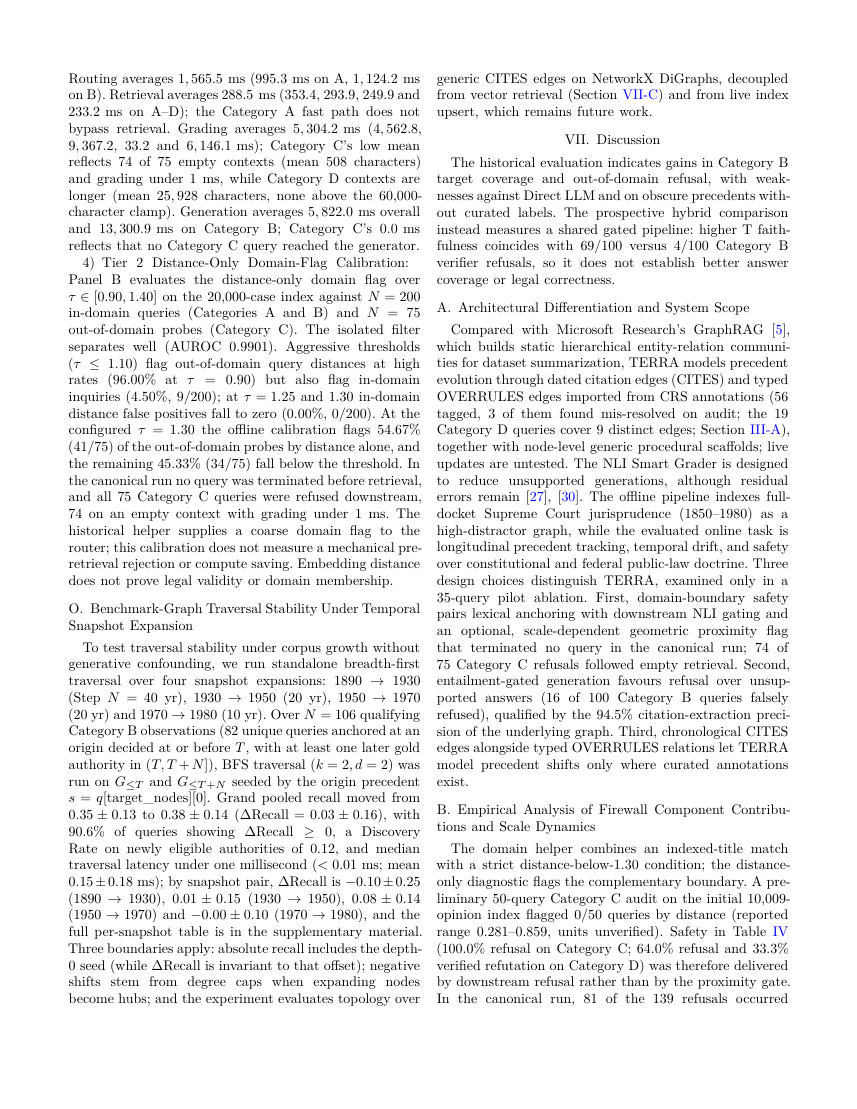 Routing averages 1, 565.5 ms (995.3 ms on A, 1, 124.2 ms
on B). Retrieval averages 288.5 ms (353.4, 293.9, 249.9 and
233.2 ms on A–D); the Category A fast path does not
bypass retrieval. Grading averages 5, 304.2 ms (4, 562.8,
9, 367.2, 33.2 and 6, 146.1 ms); Category C's low mean
reflects 74 of 75 empty contexts (mean 508 characters)
and grading under 1 ms, while Category D contexts are
longer (mean 25, 928 characters, none above the 60,000-
character clamp). Generation averages 5, 822.0 ms overall
and 13, 300.9 ms on Category B; Category C's 0.0 ms
reflects that no Category C query reached the generator.
4) Tier 2 Distance-Only Domain-Flag Calibration:
Panel B evaluates the distance-only domain flag over
τ ∈ [0.90, 1.40] on the 20,000-case index against N = 200
in-domain queries (Categories A and B) and N = 75
out-of-domain probes (Category C). The isolated filter
separates well (AUROC 0.9901). Aggressive thresholds
(τ ≤ 1.10) flag out-of-domain query distances at high
rates (96.00% at τ = 0.90) but also flag in-domain
inquiries (4.50%, 9/200); at τ = 1.25 and 1.30 in-domain
distance false positives fall to zero (0.00%, 0/200). At the
configured τ = 1.30 the offline calibration flags 54.67%
(41/75) of the out-of-domain probes by distance alone, and
the remaining 45.33% (34/75) fall below the threshold. In
the canonical run no query was terminated before retrieval,
and all 75 Category C queries were refused downstream,
74 on an empty context with grading under 1 ms. The
historical helper supplies a coarse domain flag to the
router; this calibration does not measure a mechanical pre-
retrieval rejection or compute saving. Embedding distance
does not prove legal validity or domain membership.
O. Benchmark-Graph Traversal Stability Under Temporal
Snapshot Expansion
To test traversal stability under corpus growth without
generative confounding, we run standalone breadth-first
traversal over four snapshot expansions: 1890 → 1930
(Step N = 40 yr), 1930 → 1950 (20 yr), 1950 → 1970
(20 yr) and 1970 → 1980 (10 yr). Over N = 106 qualifying
Category B observations (82 unique queries anchored at an
origin decided at or before T, with at least one later gold
authority in (T, T + N]), BFS traversal (k = 2, d = 2) was
run on G≤T and G≤T+N seeded by the origin precedent
s = q[target_nodes][0]. Grand pooled recall moved from
0.35 ± 0.13 to 0.38 ± 0.14 (ΔRecall = 0.03 ± 0.16), with
90.6% of queries showing ΔRecall ≥ 0, a Discovery
Rate on newly eligible authorities of 0.12, and median
traversal latency under one millisecond (< 0.01 ms; mean
0.15 ± 0.18 ms); by snapshot pair, ΔRecall is −0.10 ± 0.25
(1890 → 1930), 0.01 ± 0.15 (1930 → 1950), 0.08 ± 0.14
(1950 → 1970) and −0.00 ± 0.10 (1970 → 1980), and the
full per-snapshot table is in the supplementary material.
Three boundaries apply: absolute recall includes the depth-
0 seed (while ΔRecall is invariant to that offset); negative
shifts stem from degree caps when expanding nodes
become hubs; and the experiment evaluates topology over
generic CITES edges on NetworkX DiGraphs, decoupled
from vector retrieval (Section VII-C) and from live index
upsert, which remains future work.
VII. Discussion
The historical evaluation indicates gains in Category B
target coverage and out-of-domain refusal, with weak-
nesses against Direct LLM and on obscure precedents with-
out curated labels. The prospective hybrid comparison
instead measures a shared gated pipeline: higher T faith-
fulness coincides with 69/100 versus 4/100 Category B
verifier refusals, so it does not establish better answer
coverage or legal correctness.
A. Architectural Differentiation and System Scope
Compared with Microsoft Research's GraphRAG [5],
which builds static hierarchical entity-relation communi-
ties for dataset summarization, TERRA models precedent
evolution through dated citation edges (CITES) and typed
OVERRULES edges imported from CRS annotations (56
tagged, 3 of them found mis-resolved on audit; the 19
Category D queries cover 9 distinct edges; Section III-A),
together with node-level generic procedural scaffolds; live
updates are untested. The NLI Smart Grader is designed
to reduce unsupported generations, although residual
errors remain [27], [30]. The offline pipeline indexes full-
docket Supreme Court jurisprudence (1850–1980) as a
high-distractor graph, while the evaluated online task is
longitudinal precedent tracking, temporal drift, and safety
over constitutional and federal public-law doctrine. Three
design choices distinguish TERRA, examined only in a
35-query pilot ablation. First, domain-boundary safety
pairs lexical anchoring with downstream NLI gating and
an optional, scale-dependent geometric proximity flag
that terminated no query in the canonical run; 74 of
75 Category C refusals followed empty retrieval. Second,
entailment-gated generation favours refusal over unsup-
ported answers (16 of 100 Category B queries falsely
refused), qualified by the 94.5% citation-extraction preci-
sion of the underlying graph. Third, chronological CITES
edges alongside typed OVERRULES relations let TERRA
model precedent shifts only where curated annotations
exist.
B. Empirical Analysis of Firewall Component Contribu-
tions and Scale Dynamics
The domain helper combines an indexed-title match
with a strict distance-below-1.30 condition; the distance-
only diagnostic flags the complementary boundary. A pre-
liminary 50-query Category C audit on the initial 10,009-
opinion index flagged 0/50 queries by distance (reported
range 0.281–0.859, units unverified). Safety in Table IV
(100.0% refusal on Category C; 64.0% refusal and 33.3%
verified refutation on Category D) was therefore delivered
by downstream refusal rather than by the proximity gate.
In the canonical run, 81 of the 139 refusals occurred